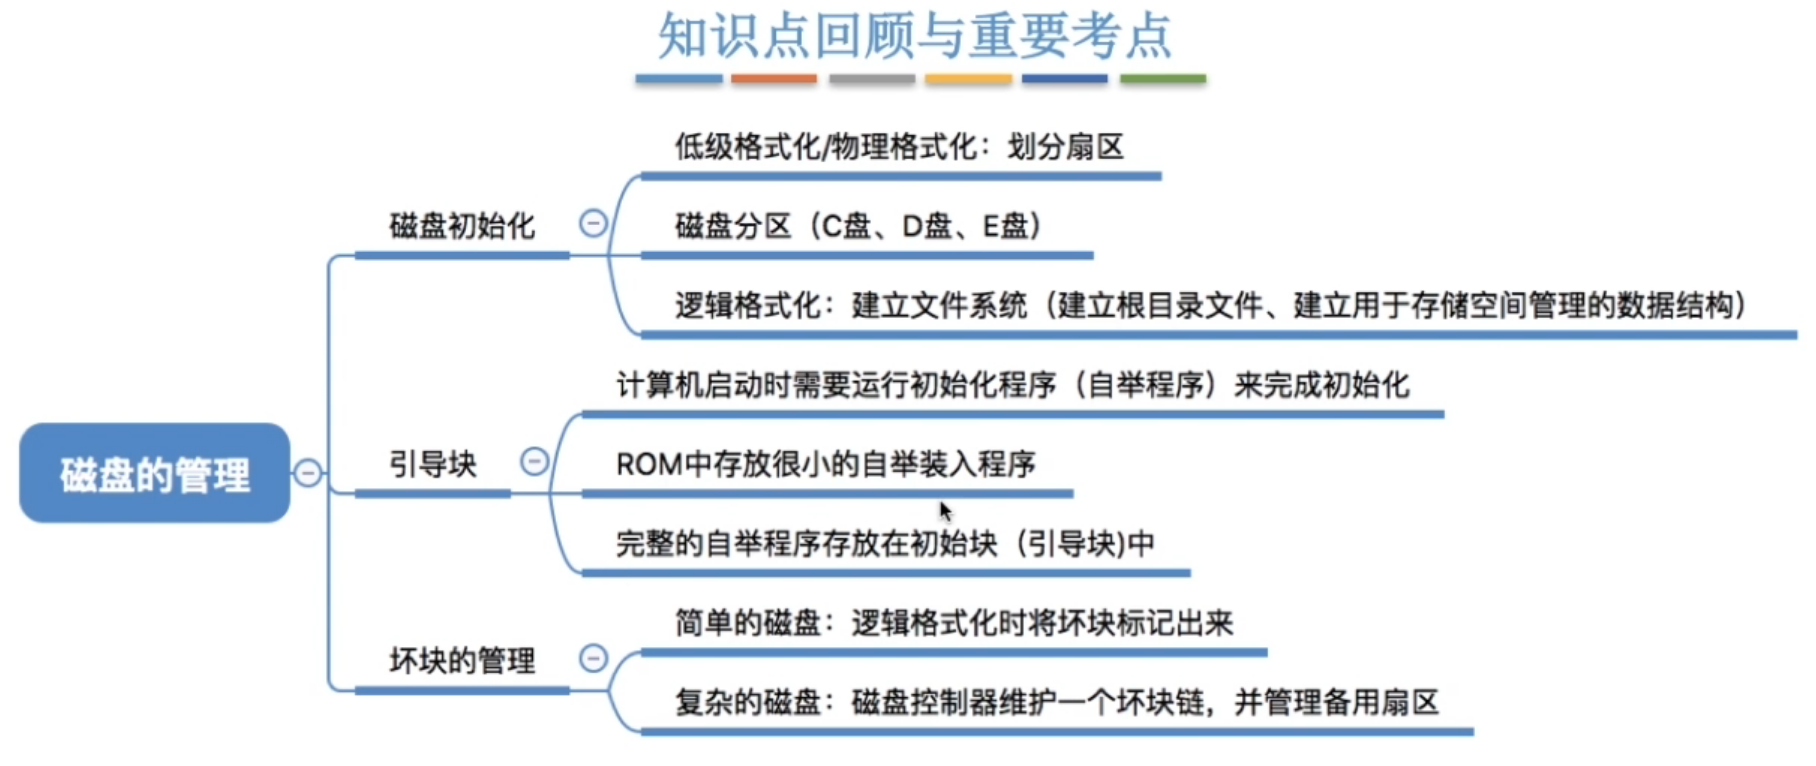 知识点回顾与重要考点
低级格式化/物理格式化：划分扇区
磁盘初始化
磁盘分区（C盘、D盘、E盘）
逻辑格式化：建立文件系统（建立根目录文件、建立用于存储空间管理的数据结构）
计算机启动时需要运行初始化程序（自举程序）来完成初始化
磁盘的管理
引导块
ROM中存放很小的自举装入程序
完整的自举程序存放在初始块（引导块)中
简单的磁盘：逻辑格式化时将坏块标记出来
坏块的管理
复杂的磁盘：磁盘控制器维护一个坏块链，并管理备用扇区